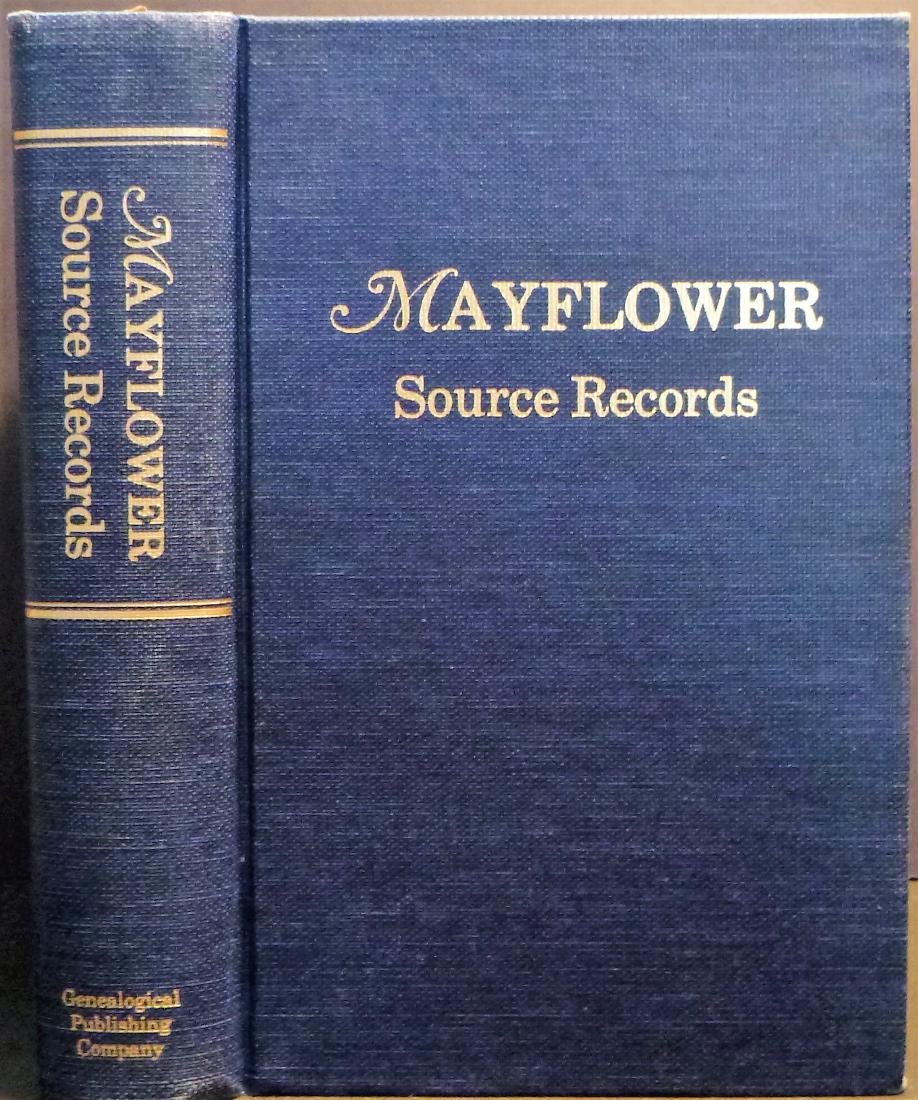 MAYFLOWER
Source Records
Genealogical
Publishing
Company
MAYFLOWER
Source Records